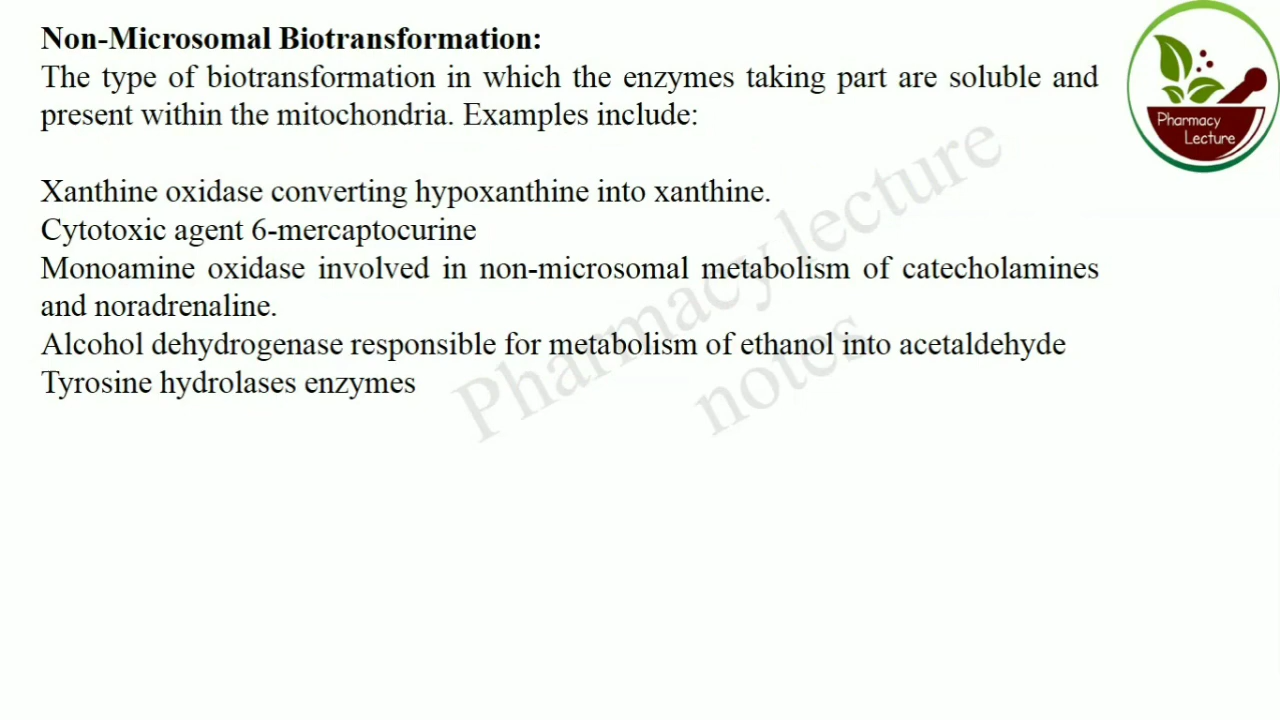 Non-Microsomal Biotransformation:
The type of biotransformation in which the enzymes taking part are soluble and
present within the mitochondria. Examples include:
Xanthine oxidase converting hypoxanthine into xanthine.
Cytotoxic agent 6-mercaptocurine
Monoamine oxidase involved in non-microsomal metabolism of catecholamines
and noradrenaline.
Alcohol dehydrogenase responsible for metabolism of ethanol into acetaldehyde
Tyrosine hydrolases enzymes
Pharmacy
Lecture
Pharmacy lecture
notes